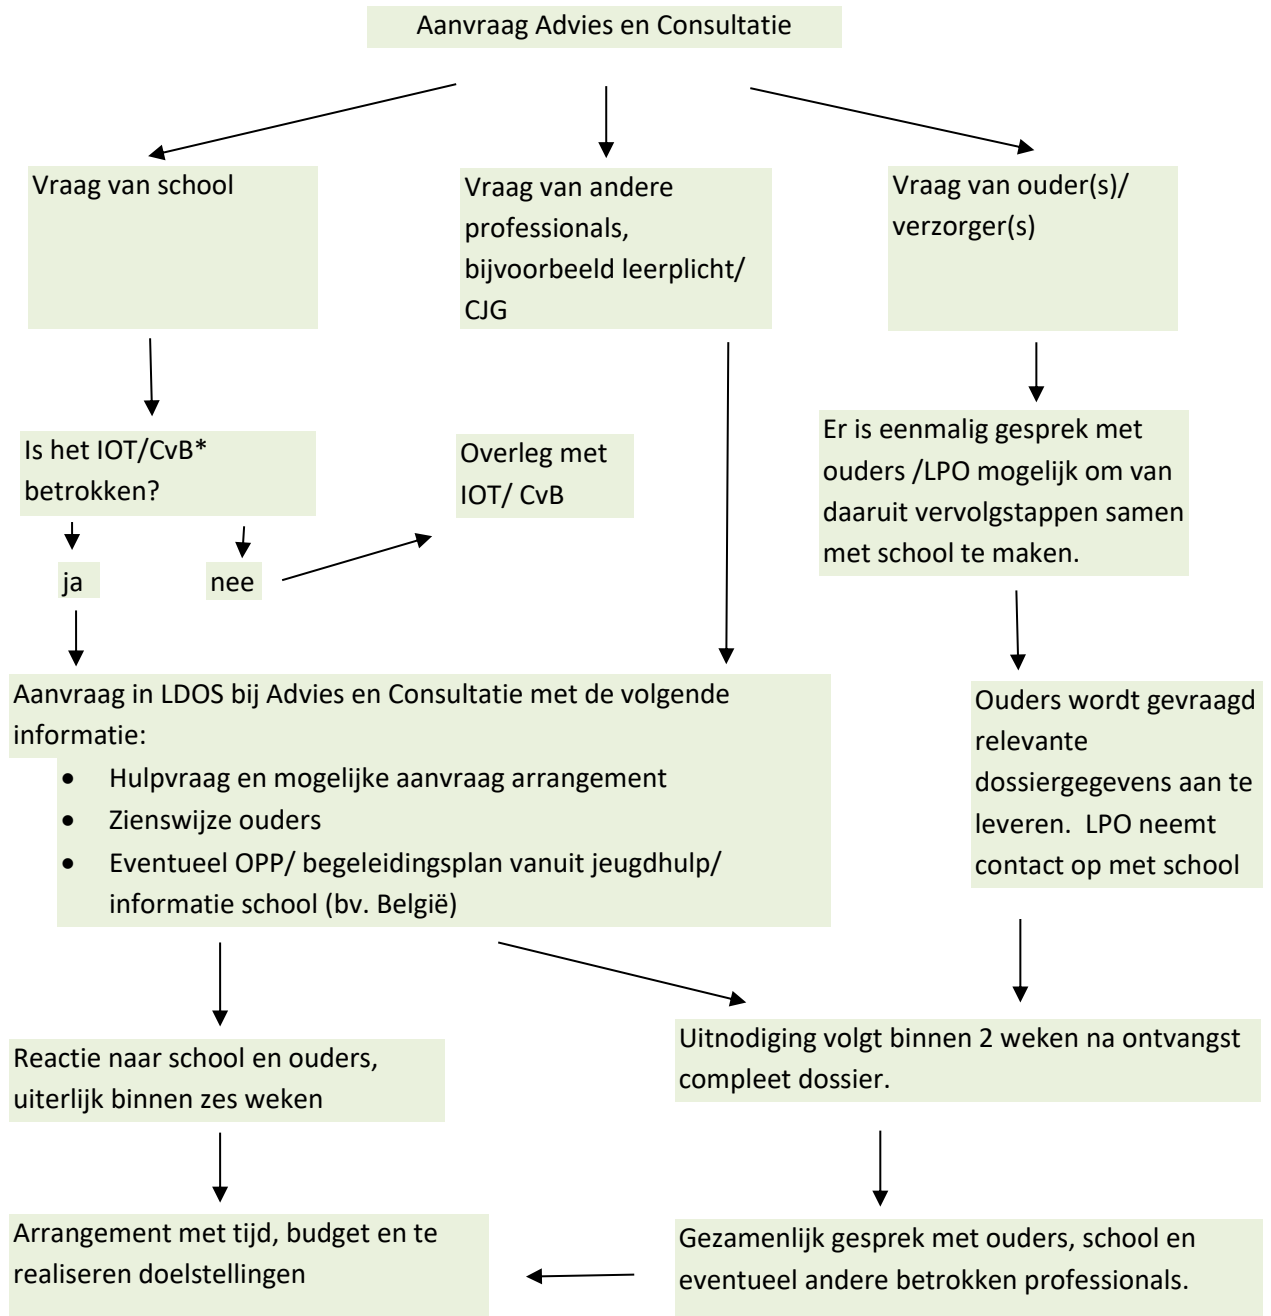 Aanvraag Advies en Consultatie
Vraag van school
Vraag van andere
professionals,
bijvoorbeeld leerplicht/
CJG
Vraag van ouder(s)/
verzorger(s)
Is het IOT/CvB*
betrokken?
Overleg met
IOT/ CvB
Er is eenmalig gesprek met
ouders /LPO mogelijk om van
daaruit vervolgstappen samen
met school te maken.
ja
nee
Aanvraag in LDOS bij Advies en Consultatie met de volgende
informatie:
• Hulpvraag en mogelijke aanvraag arrangement
• Zienswijze ouders
• Eventueel OPP/ begeleidingsplan vanuit jeugdhulp/
informatie school (bv. België)
Ouders wordt gevraagd
relevante
dossiergegevens aan te
leveren. LPO neemt
contact op met school
Reactie naar school en ouders,
uiterlijk binnen zes weken
Uitnodiging volgt binnen 2 weken na ontvangst
compleet dossier.
Arrangement met tijd, budget en te
realiseren doelstellingen
Gezamenlijk gesprek met ouders, school en
eventueel andere betrokken professionals.